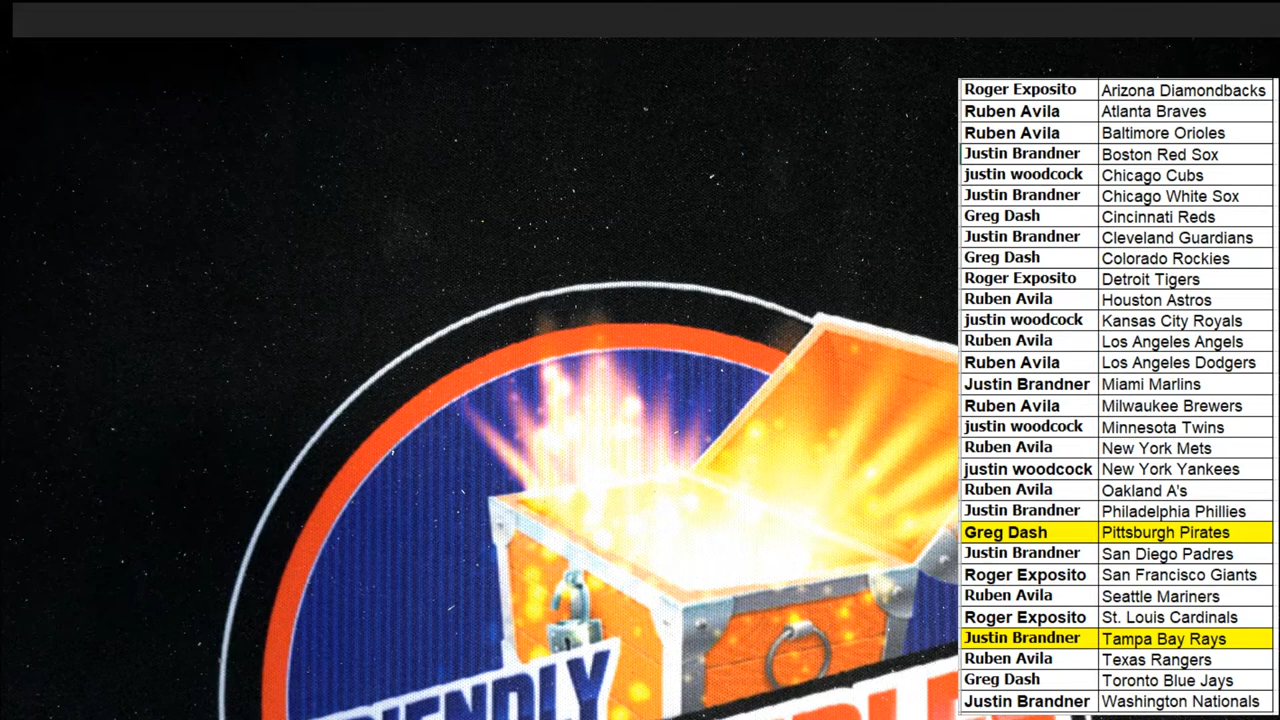 Roger Exposito Arizona Diamondbacks
Ruben Avila Atlanta Braves
Ruben Avila Baltimore Orioles
Justin Brandner Boston Red Sox
justin woodcock Chicago Cubs
Justin Brandner Chicago White Sox
Greg Dash Cincinnati Reds
Justin Brandner Cleveland Guardians
Greg Dash Colorado Rockies
Roger Exposito Detroit Tigers
Ruben Avila Houston Astros
justin woodcock Kansas City Royals
Ruben Avila Los Angeles Angels
Ruben Avila Los Angeles Dodgers
Justin Brandner Miami Marlins
Ruben Avila Milwaukee Brewers
justin woodcock Minnesota Twins
Ruben Avila New York Mets
justin woodcock New York Yankees
Ruben Avila Oakland A's
Justin Brandner Philadelphia Phillies
Greg Dash Pittsburgh Pirates
Justin Brandner San Diego Padres
Roger Exposito San Francisco Giants
Ruben Avila Seattle Mariners
Roger Exposito St. Louis Cardinals
Justin Brandner Tampa Bay Rays
Ruben Avila Texas Rangers
Greg Dash Toronto Blue Jays
Justin Brandner Washington Nationals
FRIENDLY